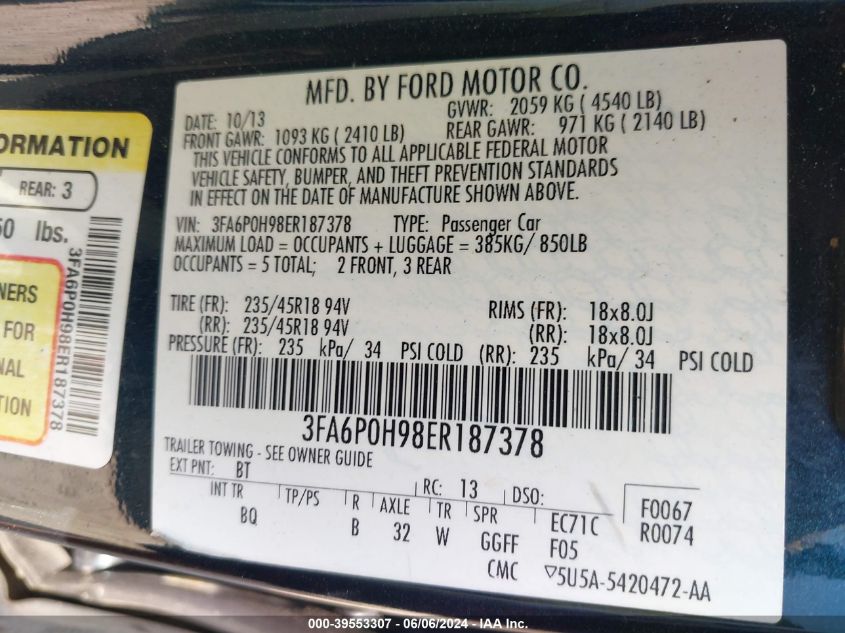 MFD. BY FORD MOTOR CO.
DATE: 10/13 GVWR: 2059 KG ( 4540 LB)
FRONT GAWR: 1093 KG ( 2410 LB) REAR GAWR: 971 KG ( 2140 LB)
THIS VEHICLE CONFORMS TO ALL APPLICABLE FEDERAL MOTOR
VEHICLE SAFETY, BUMPER, AND THEFT PREVENTION STANDARDS
IN EFFECT ON THE DATE OF MANUFACTURE SHOWN ABOVE.
VIN: 3FA6P0H98ER187378 TYPE: Passenger Car
MAXIMUM LOAD = OCCUPANTS + LUGGAGE = 385KG/ 850LB
OCCUPANTS = 5 TOTAL; 2 FRONT, 3 REAR
TIRE (FR): 235/45R18 94V RIMS (FR): 18x8.0J
(RR): 235/45R18 94V (RR): 18x8.0J
PRESSURE (FR): 235 kPa/ 34 PSI COLD (RR): 235 kPa/ 34 PSI COLD
3FA6P0H98ER187378
TRAILER TOWING - SEE OWNER GUIDE
EXT PNT: BT RC: 13 DSO:
INT TR TP/PS R AXLE TR SPR EC71C F0067
BQ B 32 W GGFF F05 R0074
CMC ▽5U5A-5420472-AA
ORMATION
REAR: 3
50 lbs.
3FA6P0H98ER187378
NERS
FOR
NAL
TION
000-39553307 - 06/06/2024 - IAA Inc.